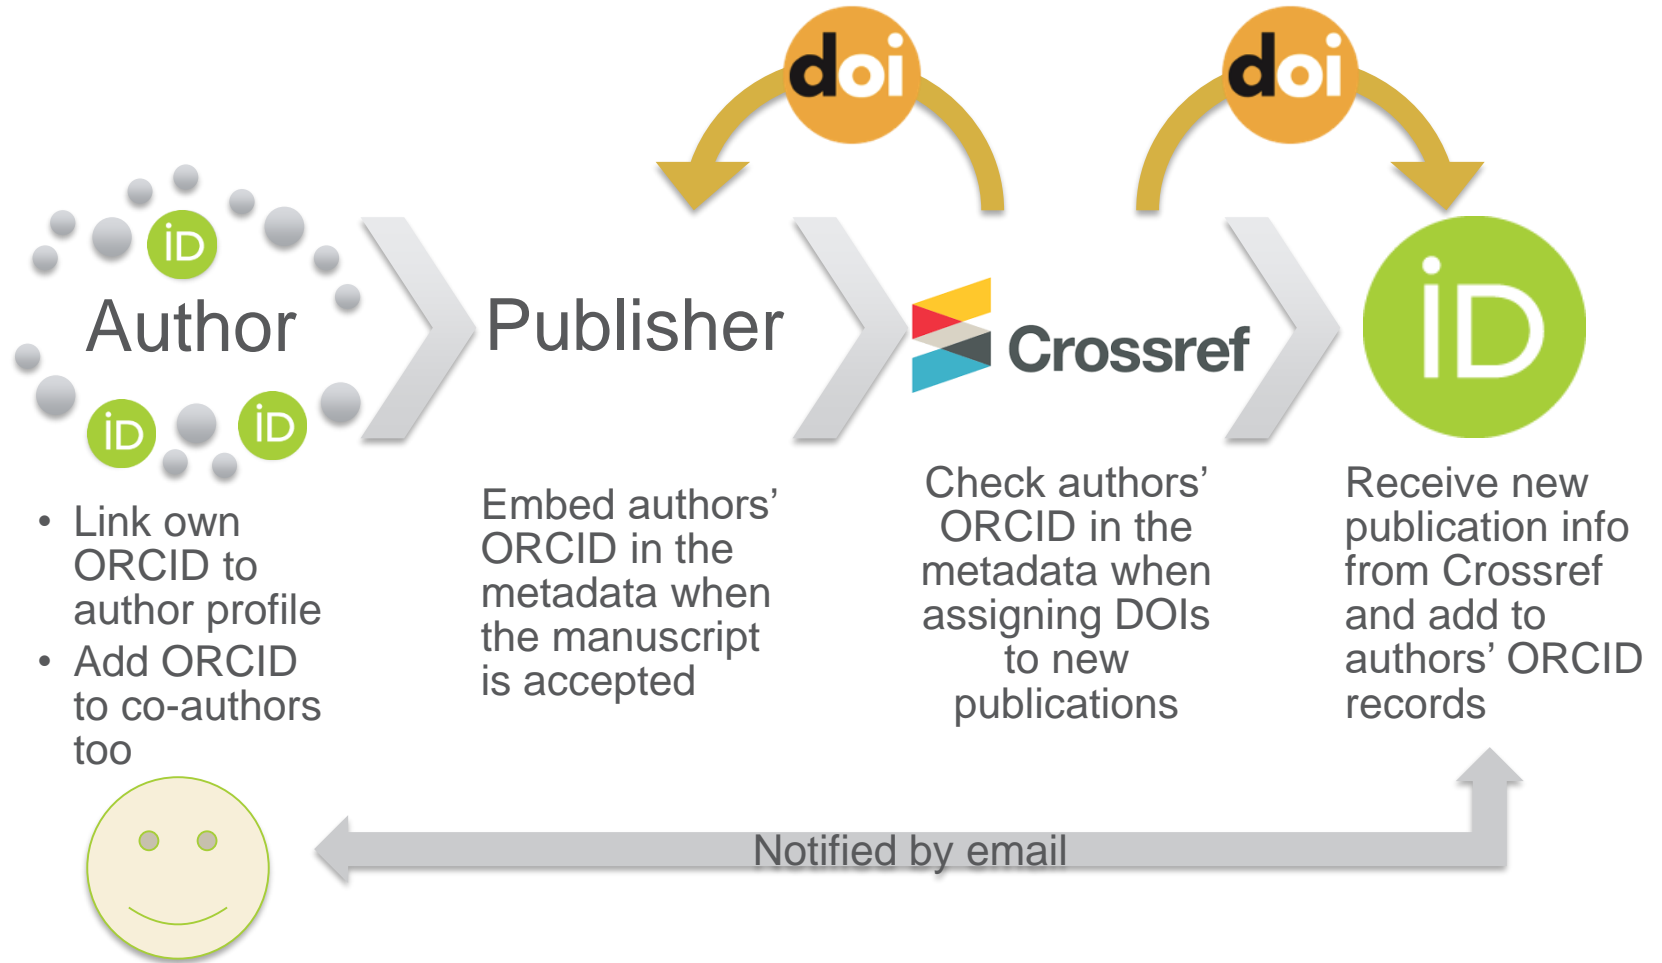 doi
doi
iD
Author
iD
iD
Publisher
Crossref
iD
• Link own
ORCID to
author profile
• Add ORCID
to co-authors
too
Embed authors’
ORCID in the
metadata when
the manuscript
is accepted
Check authors’
ORCID in the
metadata when
assigning DOIs
to new
publications
Receive new
publication info
from Crossref
and add to
authors’ ORCID
records
Notified by email